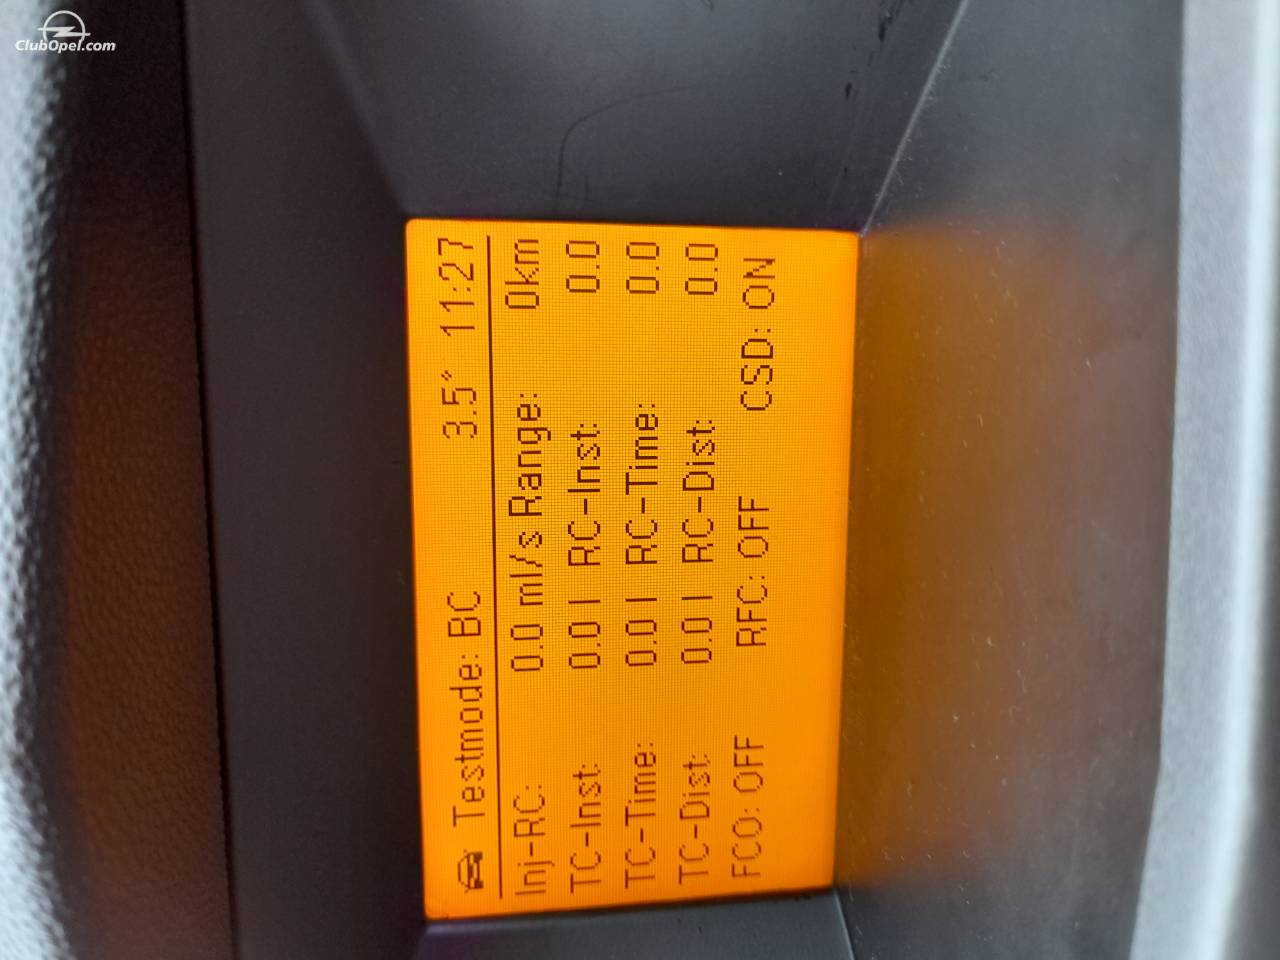 ClubOpel.com
Testmode: BC 3.5° 11:27
Inj-RC: 0.0 ml/s Range: 0km
TC-Inst: 0.0 l RC-Inst: 0.0
TC-Time: 0.0 l RC-Time: 0.0
TC-Dist: 0.0 l RC-Dist: 0.0
FCO: OFF RFC: OFF CSD: ON